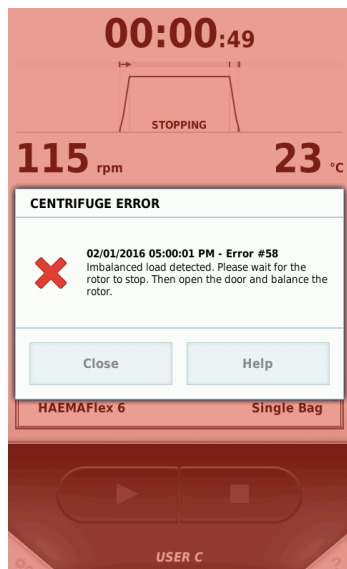 00:00:49
STOPPING
115 rpm 23 °C
CENTRIFUGE ERROR
02/01/2016 05:00:01 PM - Error #58
Imbalanced load detected. Please wait for the
rotor to stop. Then open the door and balance the
rotor.
Close Help
HAEMAFlex 6 Single Bag
USER C
?